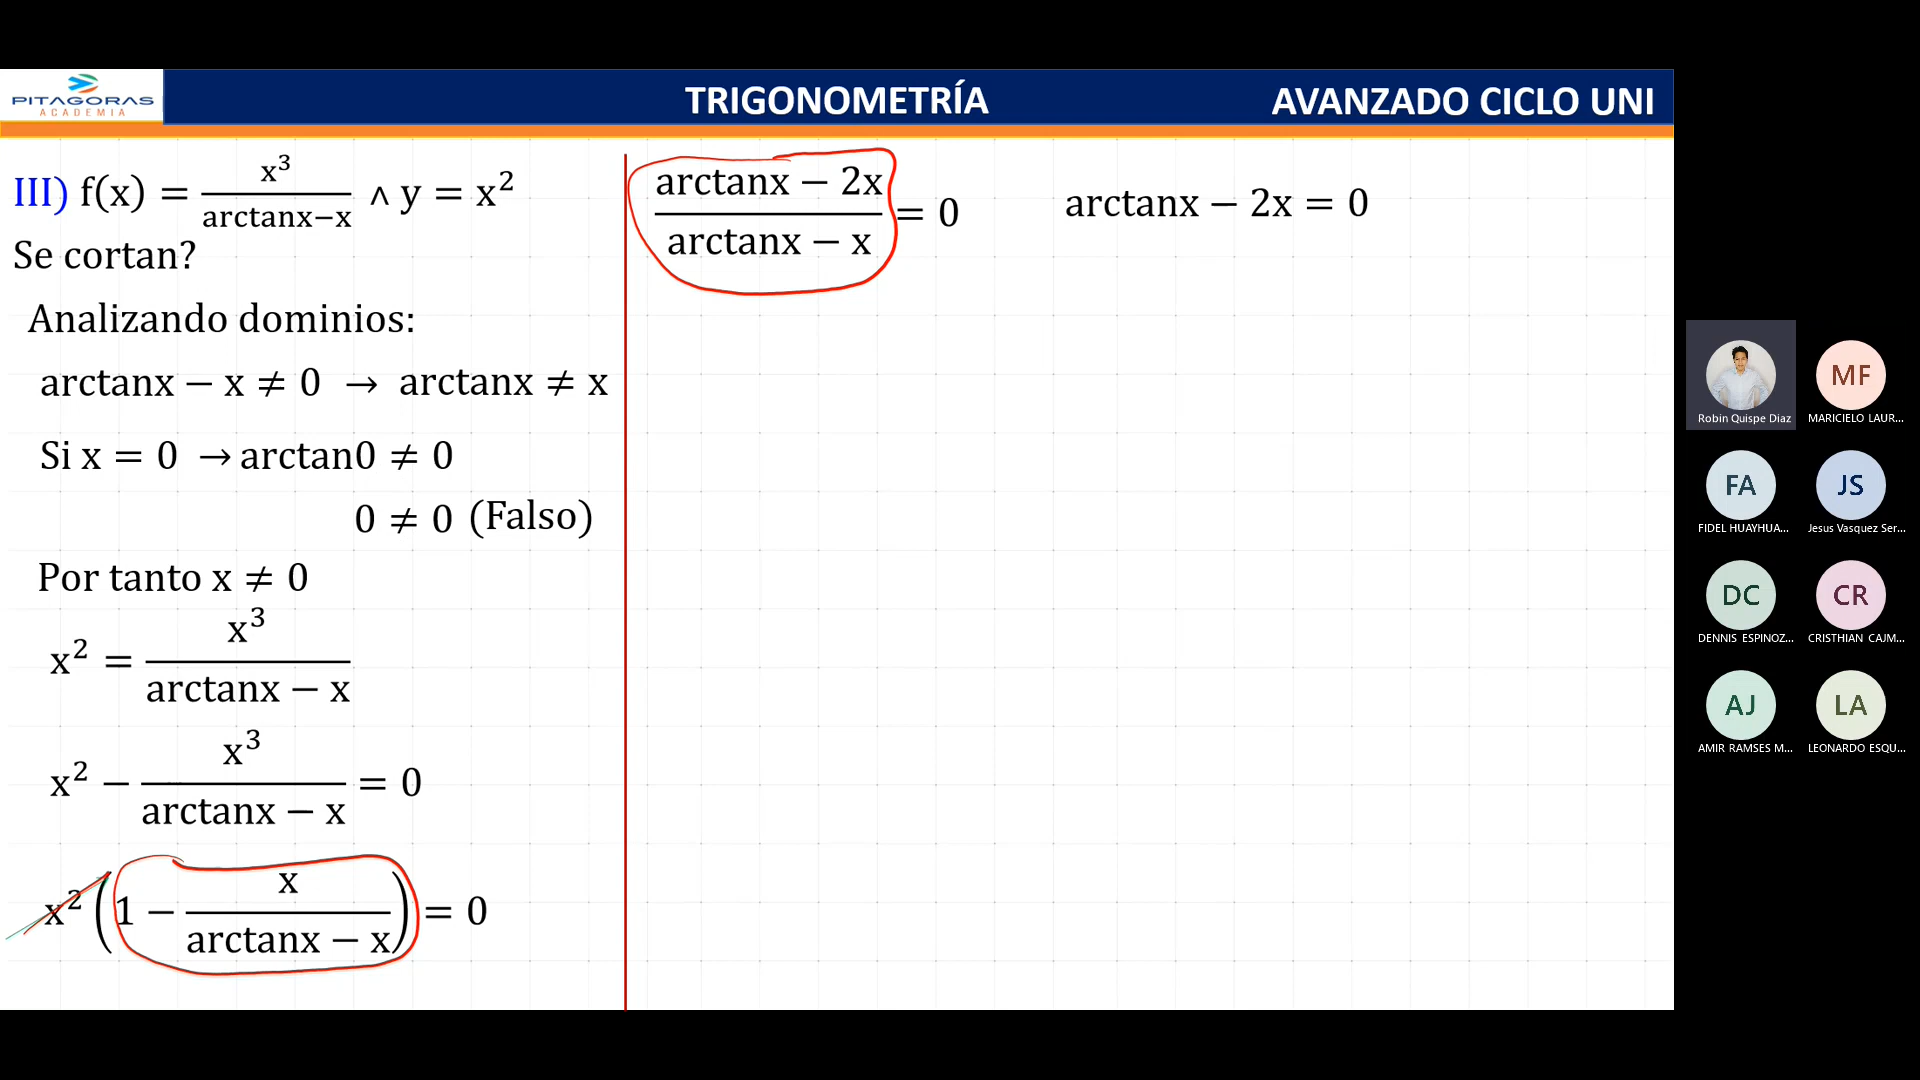 PITAGORAS
ACADEMIA
TRIGONOMETRÍA
AVANZADO CICLO UNI
III) f(x) = x³/(arctanx−x) ∧ y = x²
Se cortan?
Analizando dominios:
arctanx − x ≠ 0 → arctanx ≠ x
Si x = 0 → arctan0 ≠ 0
0 ≠ 0 (Falso)
Por tanto x ≠ 0
x² = x³/(arctanx − x)
x² − x³/(arctanx − x) = 0
x² (1 − x/(arctanx − x)) = 0
(arctanx − 2x)/(arctanx − x) = 0
arctanx − 2x = 0
Robin Quispe Diaz
MF
MARICIELO LAUR...
FA
FIDEL HUAYHUA...
JS
Jesus Vasquez Ser...
DC
DENNIS ESPINOZ...
CR
CRISTHIAN CAJM...
AJ
AMIR RAMSES M...
LA
LEONARDO ESQU...